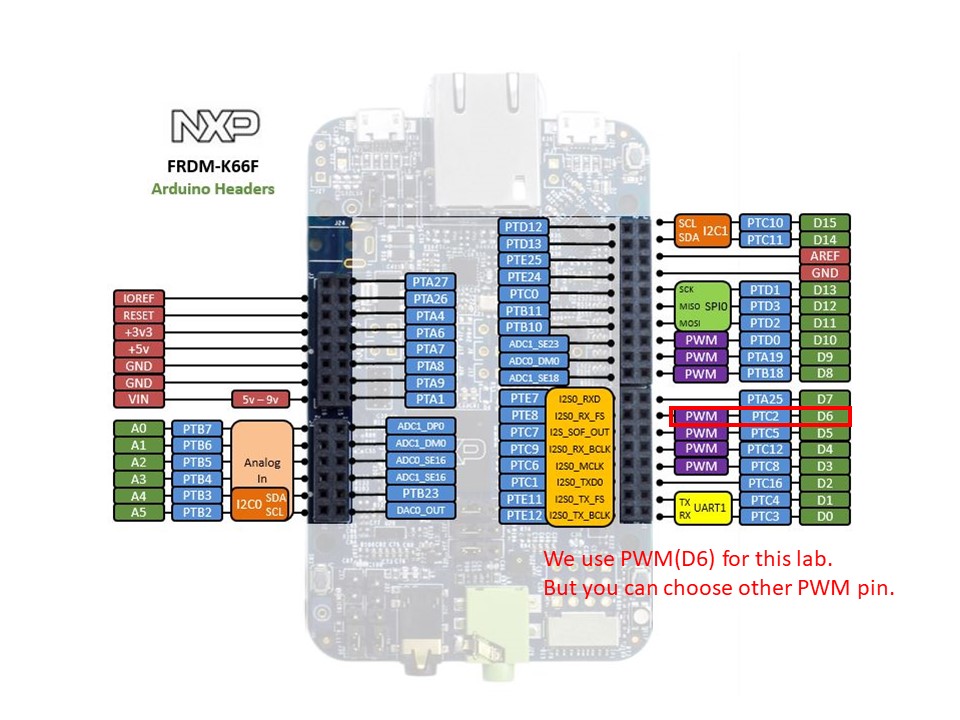 NXP
FRDM-K66F
Arduino Headers
J24
IOREF
RESET
+3v3
+5v
GND
GND
VIN 5v – 9v
PTA27
PTA26
PTA4
PTA6
PTA7
PTA8
PTA9
PTA1
A0 PTB7
A1 PTB6
A2 PTB5
A3 PTB4
A4 PTB3
A5 PTB2
Analog
In
I2C0 SDA
SCL
ADC1_DP0
ADC1_DM0
ADC0_SE16
ADC1_SE16
PTB23
DAC0_OUT
PTD12
PTD13
PTE25
PTE24
PTC0
PTB11
PTB10
ADC1_SE23
ADC0_DM0
ADC1_SE18
PTE7 I2S0_RXD
PTE8 I2S0_RX_FS
PTC7 I2S_SOF_OUT
PTC9 I2S0_RX_BCLK
PTC6 I2S0_MCLK
PTC1 I2S0_TXD0
PTE11 I2S0_TX_FS
PTE12 I2S0_TX_BCLK
SCL I2C1 PTC10 D15
SDA PTC11 D14
AREF
GND
SCK PTD1 D13
MISO SPI0 PTD3 D12
MOSI PTD2 D11
PWM PTD0 D10
PWM PTA19 D9
PWM PTB18 D8
PTA25 D7
PWM PTC2 D6
PWM PTC5 D5
PWM PTC12 D4
PWM PTC8 D3
PTC16 D2
TX UART1 PTC4 D1
RX PTC3 D0
We use PWM(D6) for this lab.
But you can choose other PWM pin.